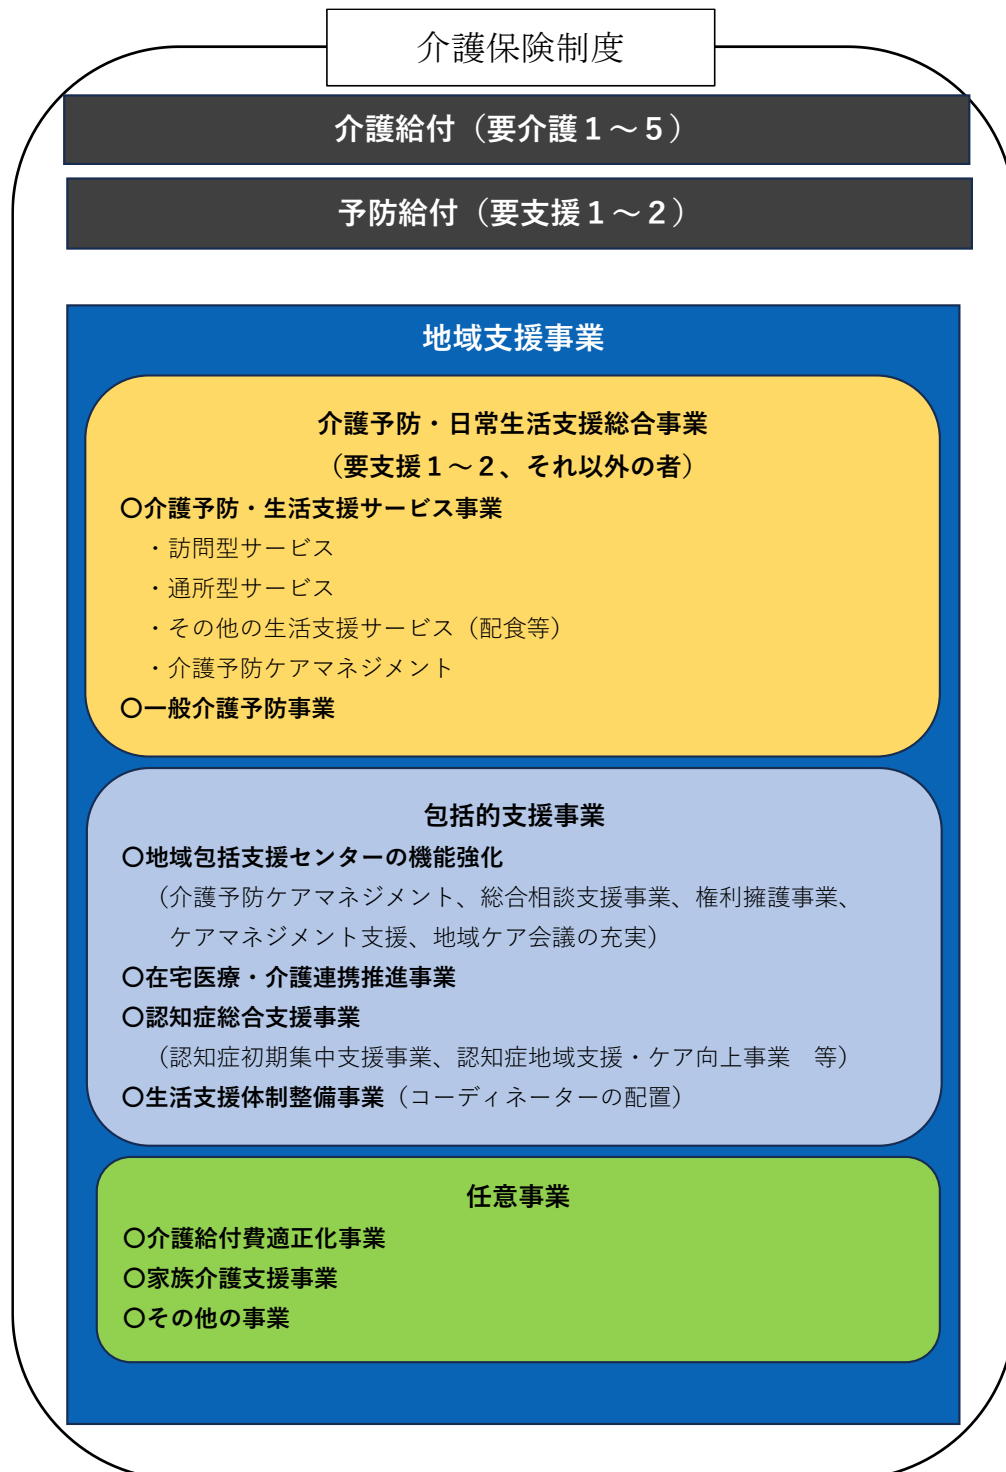 介護保険制度
介護給付（要介護１～５）
予防給付（要支援１～２）
地域支援事業
介護予防・日常生活支援総合事業
（要支援１～２、それ以外の者）
〇介護予防・生活支援サービス事業
・訪問型サービス
・通所型サービス
・その他の生活支援サービス（配食等）
・介護予防ケアマネジメント
〇一般介護予防事業
包括的支援事業
〇地域包括支援センターの機能強化
（介護予防ケアマネジメント、総合相談支援事業、権利擁護事業、
ケアマネジメント支援、地域ケア会議の充実）
〇在宅医療・介護連携推進事業
〇認知症総合支援事業
（認知症初期集中支援事業、認知症地域支援・ケア向上事業　等）
〇生活支援体制整備事業（コーディネーターの配置）
任意事業
〇介護給付費適正化事業
〇家族介護支援事業
〇その他の事業